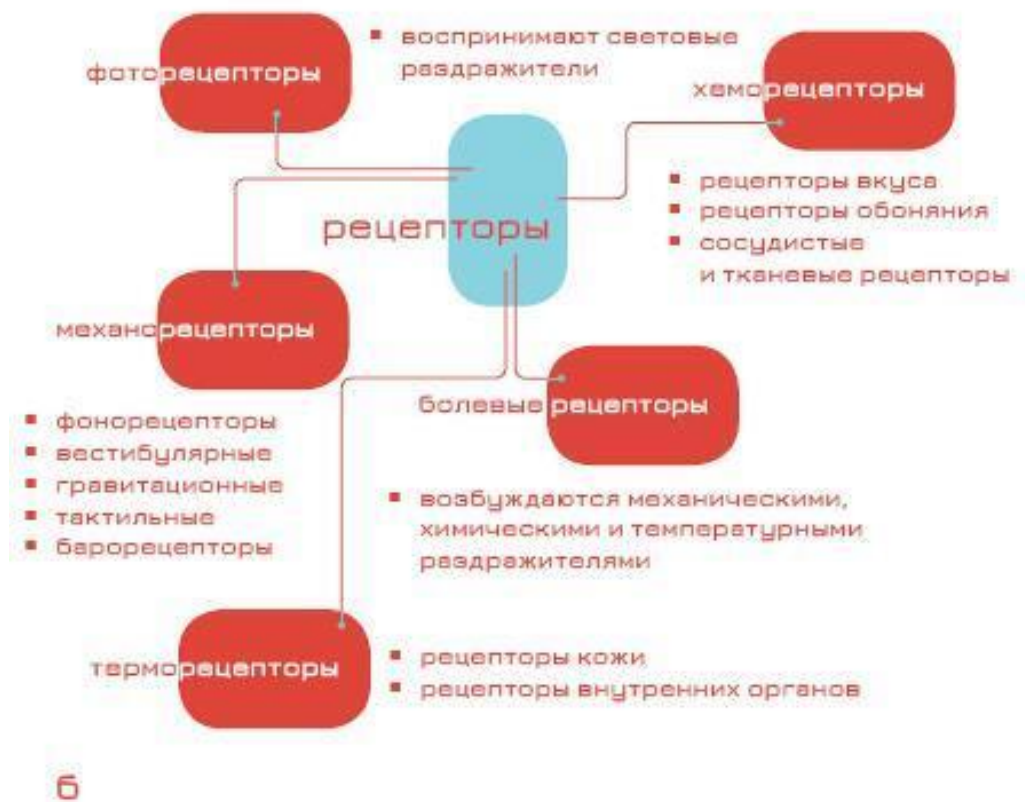 фоторецепторы
▪ воспринимают световые
раздражители
хеморецепторы
▪ рецепторы вкуса
▪ рецепторы обоняния
▪ сосудистые
и тканевые рецепторы
рецепторы
механорецепторы
▪ фонорецепторы
▪ вестибулярные
▪ гравитационные
▪ тактильные
▪ барорецепторы
болевые рецепторы
▪ возбуждаются механическими,
химическими и температурными
раздражителями
терморецепторы
▪ рецепторы кожи
▪ рецепторы внутренних органов
б